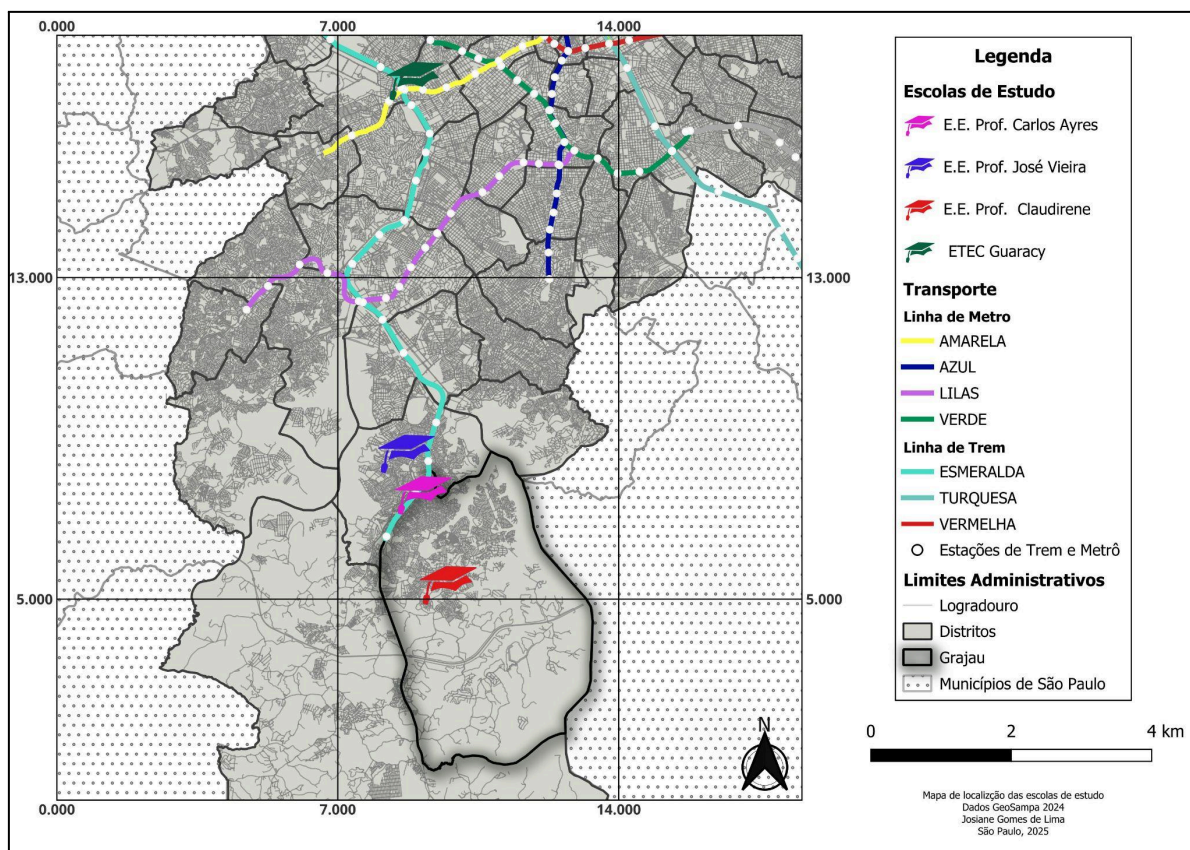 0.000
7.000
14.000
13.000
13.000
5.000
5.000
0.000
7.000
14.000
0.000
N
Legenda
Escolas de Estudo
E.E. Prof. Carlos Ayres
E.E. Prof. José Vieira
E.E. Prof. Claudirene
ETEC Guaracy
Transporte
Linha de Metro
AMARELA
AZUL
LILAS
VERDE
Linha de Trem
ESMERALDA
TURQUESA
VERMELHA
Estações de Trem e Metrô
Limites Administrativos
Logradouro
Distritos
Grajau
Municípios de São Paulo
0 2 4 km
Mapa de localizção das escolas de estudo
Dados GeoSampa 2024
Josiane Gomes de Lima
São Paulo, 2025